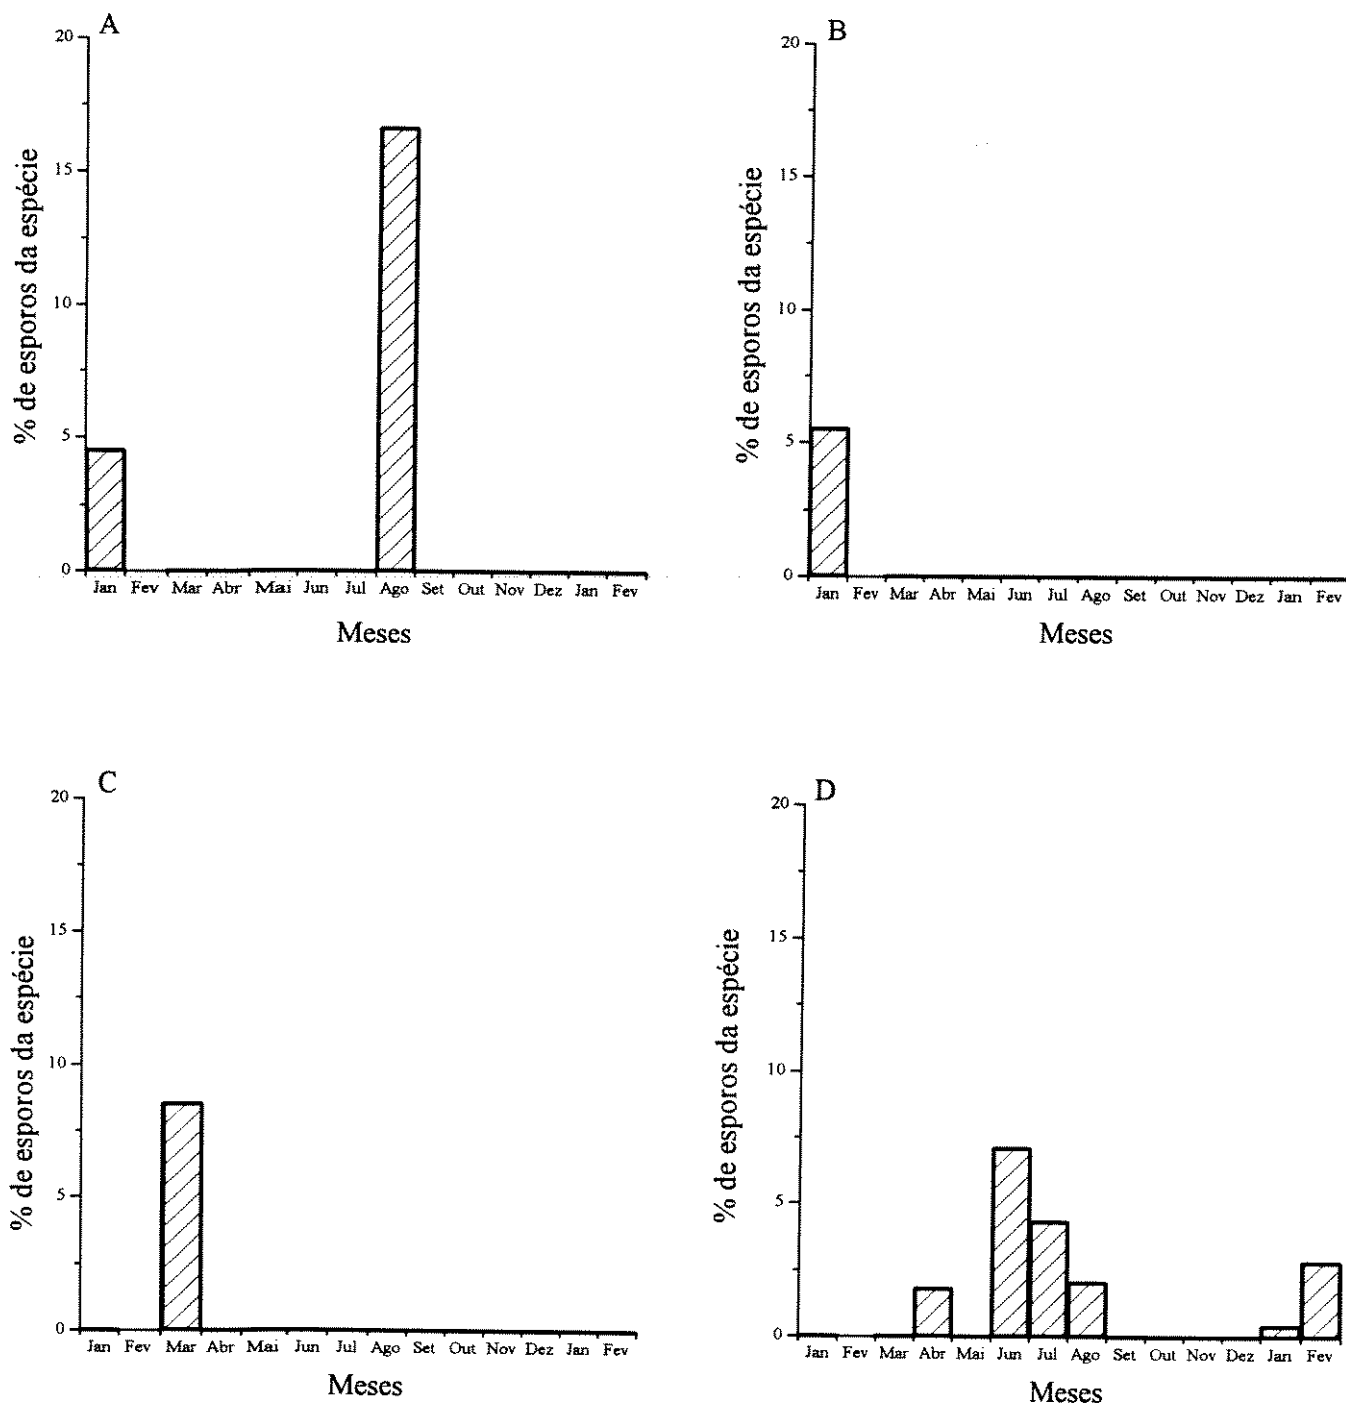 A
20
15
10
5
0
% de esporos da espécie
Jan Fev Mar Abr Mai Jun Jul Ago Set Out Nov Dez Jan Fev
Meses
B
20
15
10
5
0
% de esporos da espécie
Jan Fev Mar Abr Mai Jun Jul Ago Set Out Nov Dez Jan Fev
Meses
C
20
15
10
5
0
% de esporos da espécie
Jan Fev Mar Abr Mai Jun Jul Ago Set Out Nov Dez Jan Fev
Meses
D
20
15
10
5
0
% de esporos da espécie
Jan Fev Mar Abr Mai Jun Jul Ago Set Out Nov Dez Jan Fev
Meses